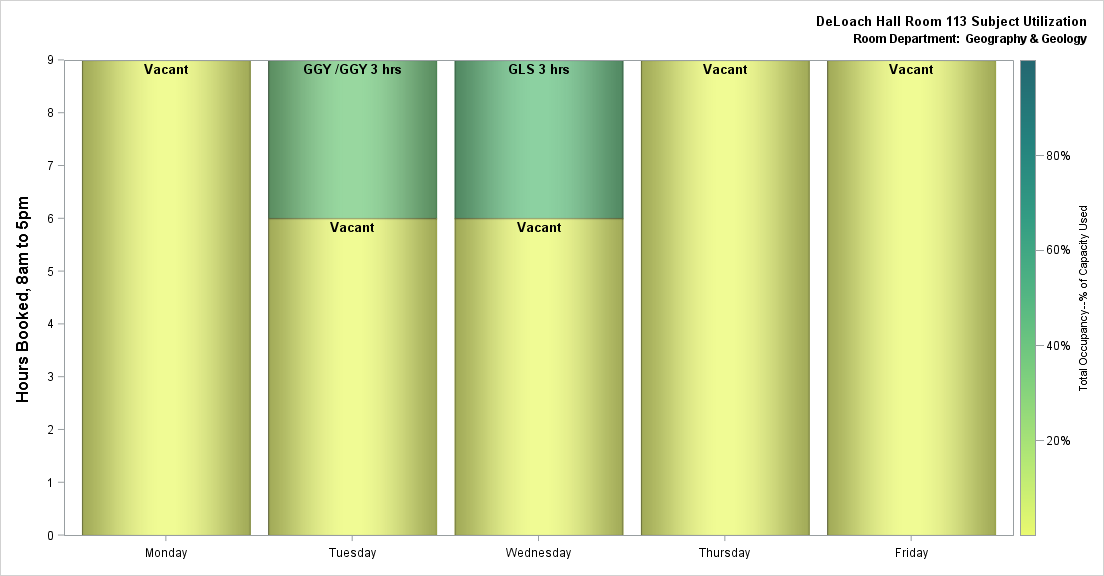 DeLoach Hall Room 113 Subject Utilization
Room Department: Geography & Geology
Hours Booked, 8am to 5pm
9
8
7
6
5
4
3
2
1
0
Vacant
GGY /GGY 3 hrs
GLS 3 hrs
Vacant
Vacant
Vacant
Vacant
Monday
Tuesday
Wednesday
Thursday
Friday
80%
60%
40%
20%
Total Occupancy--% of Capacity Used